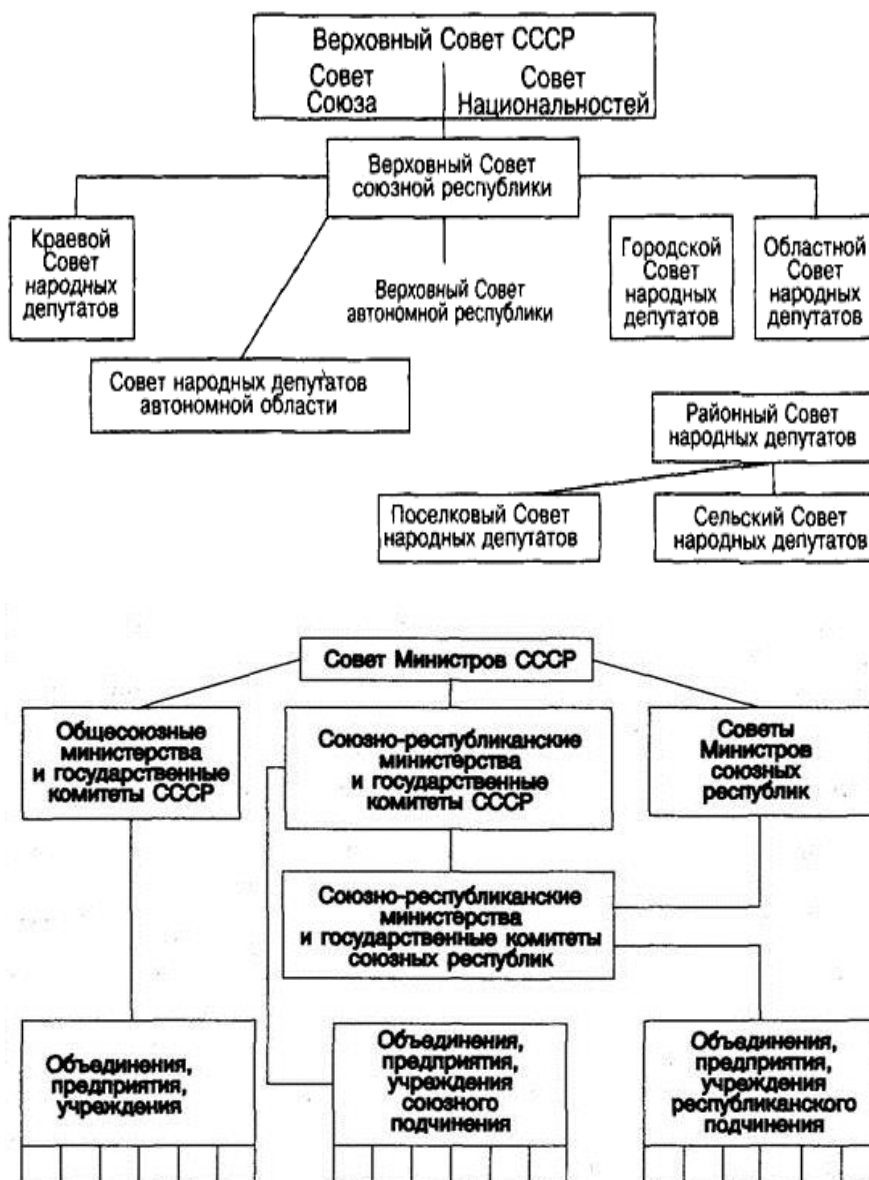 Верховный Совет СССР
Совет
Союза
Совет
Национальностей
Верховный Совет
союзной республики
Краевой
Совет
народных
депутатов
Верховный Совет
автономной республики
Городской
Совет
народных
депутатов
Областной
Совет
народных
депутатов
Совет народных депутатов
автономной области
Районный Совет
народных депутатов
Поселковый Совет
народных депутатов
Сельский Совет
народных депутатов
Совет Министров СССР
Общесоюзные
министерства
и государственные
комитеты СССР
Союзно-республиканские
министерства
и государственные
комитеты СССР
Советы
Министров
союзных
республик
Союзно-республиканские
министерства
и государственные комитеты
союзных республик
Объединения,
предприятия,
учреждения
Объединения,
предприятия,
учреждения
союзного
подчинения
Объединения,
предприятия,
учреждения
республиканского
подчинения